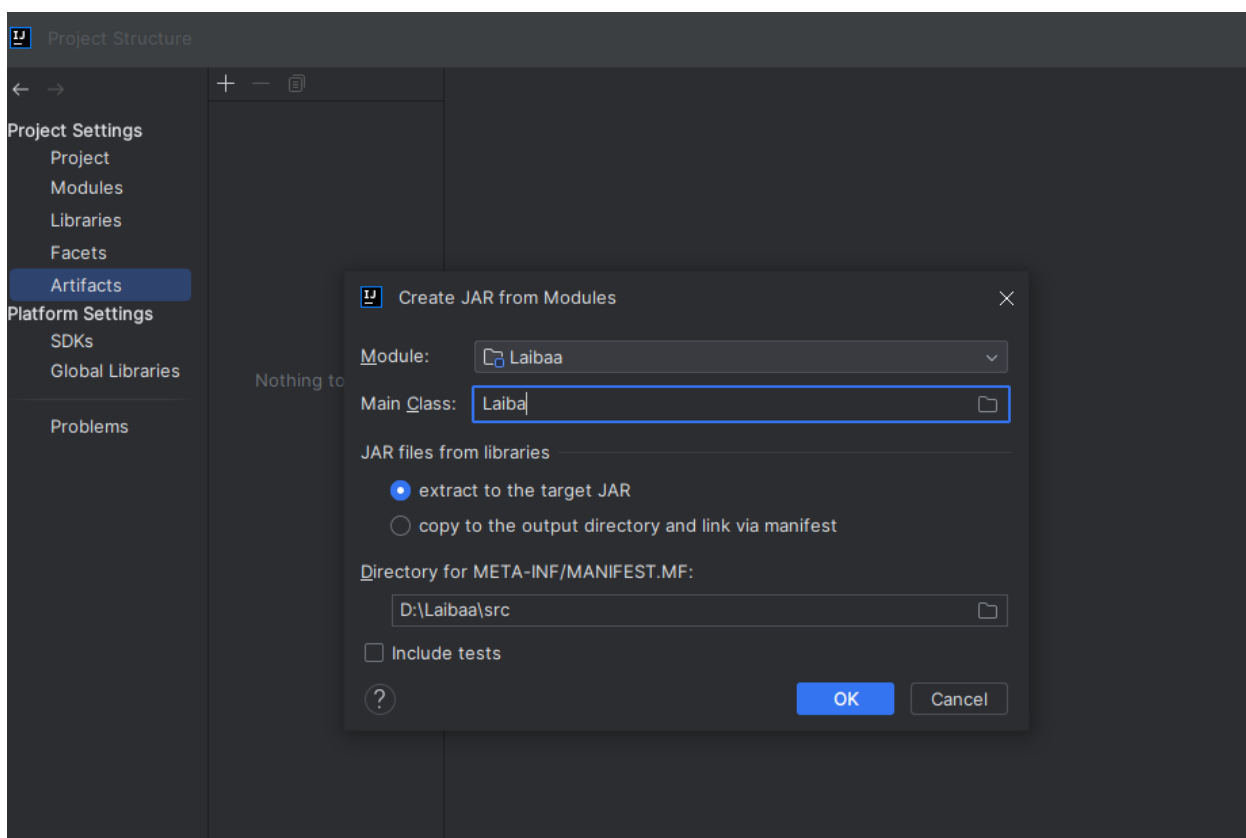 Project Structure
Project Settings
Project
Modules
Libraries
Facets
Artifacts
Platform Settings
SDKs
Global Libraries
Problems
Nothing to
Create JAR from Modules
Module: Laibaa
Main Class: Laiba
JAR files from libraries
extract to the target JAR
copy to the output directory and link via manifest
Directory for META-INF/MANIFEST.MF:
D:\Laibaa\src
Include tests
? OK Cancel